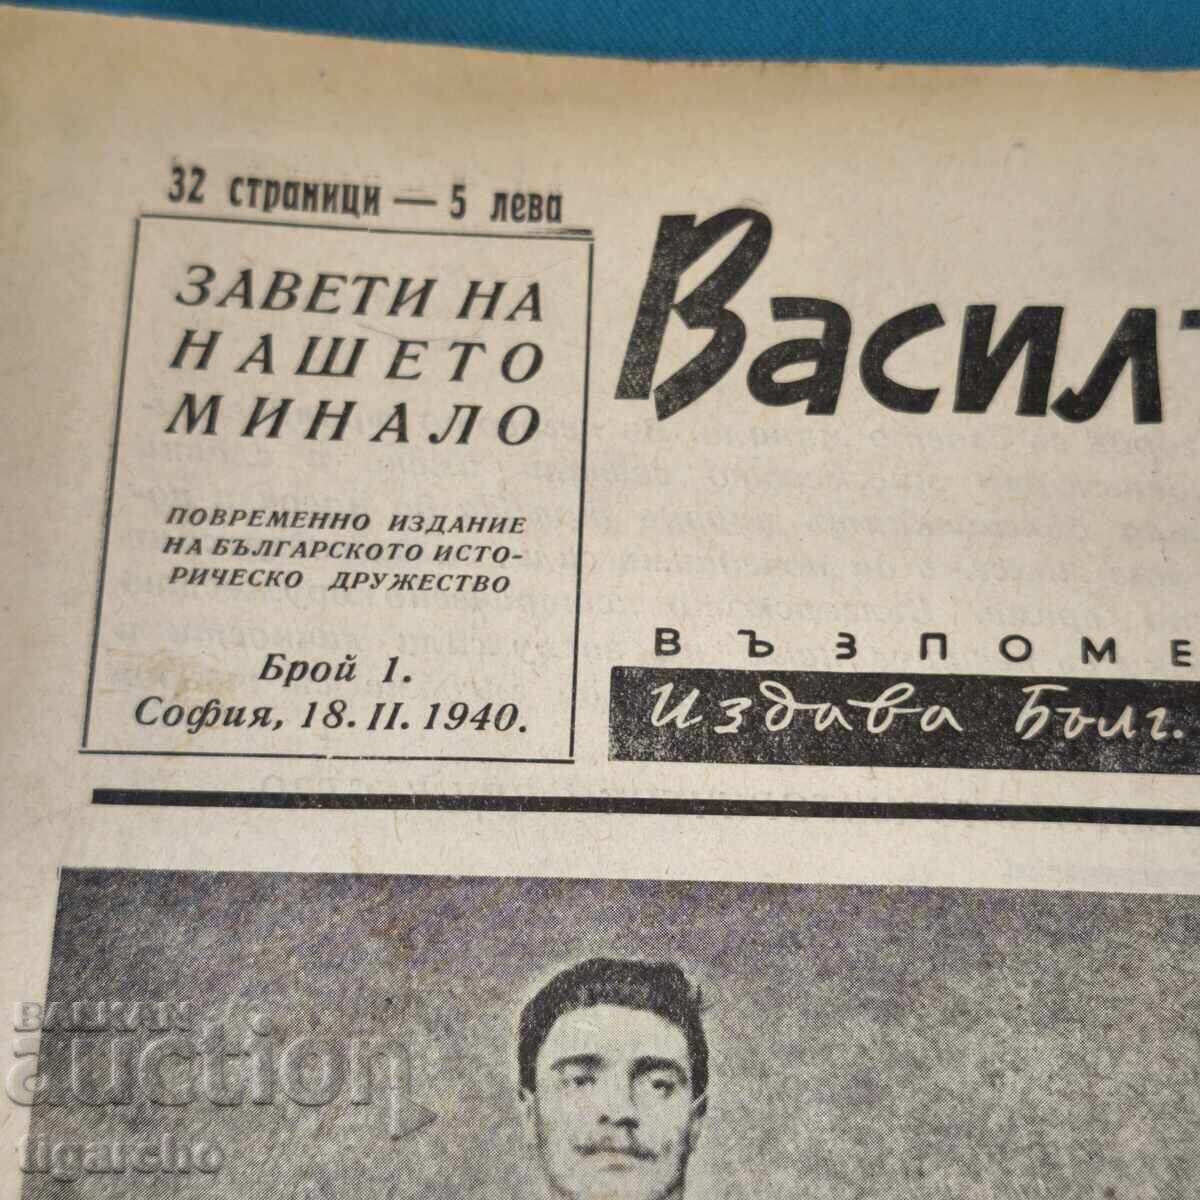 32 страници — 5 лева
ЗАВЕТИ НА
НАШЕТО
МИНАЛО
ПОВРЕМЕННО ИЗДАНИЕ
НА БЪЛГАРСКОТО ИСТО-
РИЧЕСКО ДРУЖЕСТВО
Брой 1.
София, 18. II. 1940.
Василъ
ВЪЗПОМЕ
Издава Бълг.
BALKAN
auction
figarcho